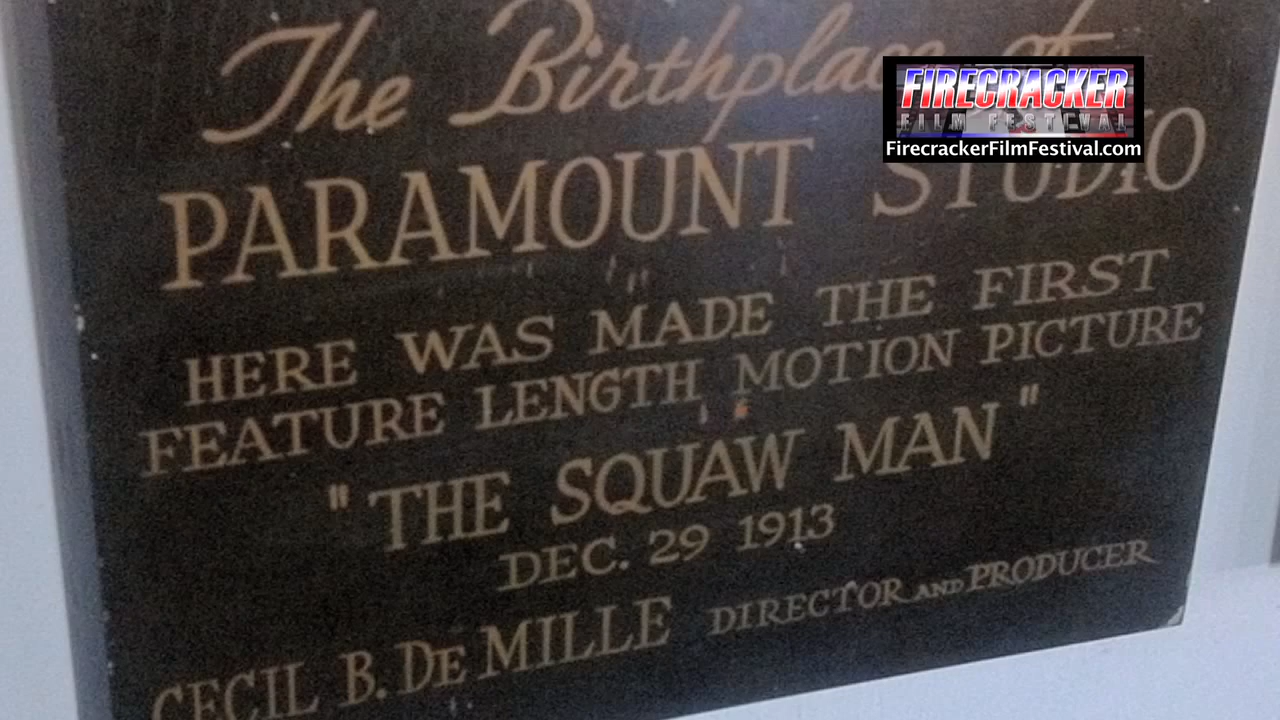 The Birthplace of
PARAMOUNT STUDIO
HERE WAS MADE THE FIRST
FEATURE LENGTH MOTION PICTURE
"THE SQUAW MAN"
DEC. 29 1913
CECIL B. DE MILLE DIRECTOR AND PRODUCER
FIRECRACKER
FILM FESTCVAL
FirecrackerFilmFestival.com